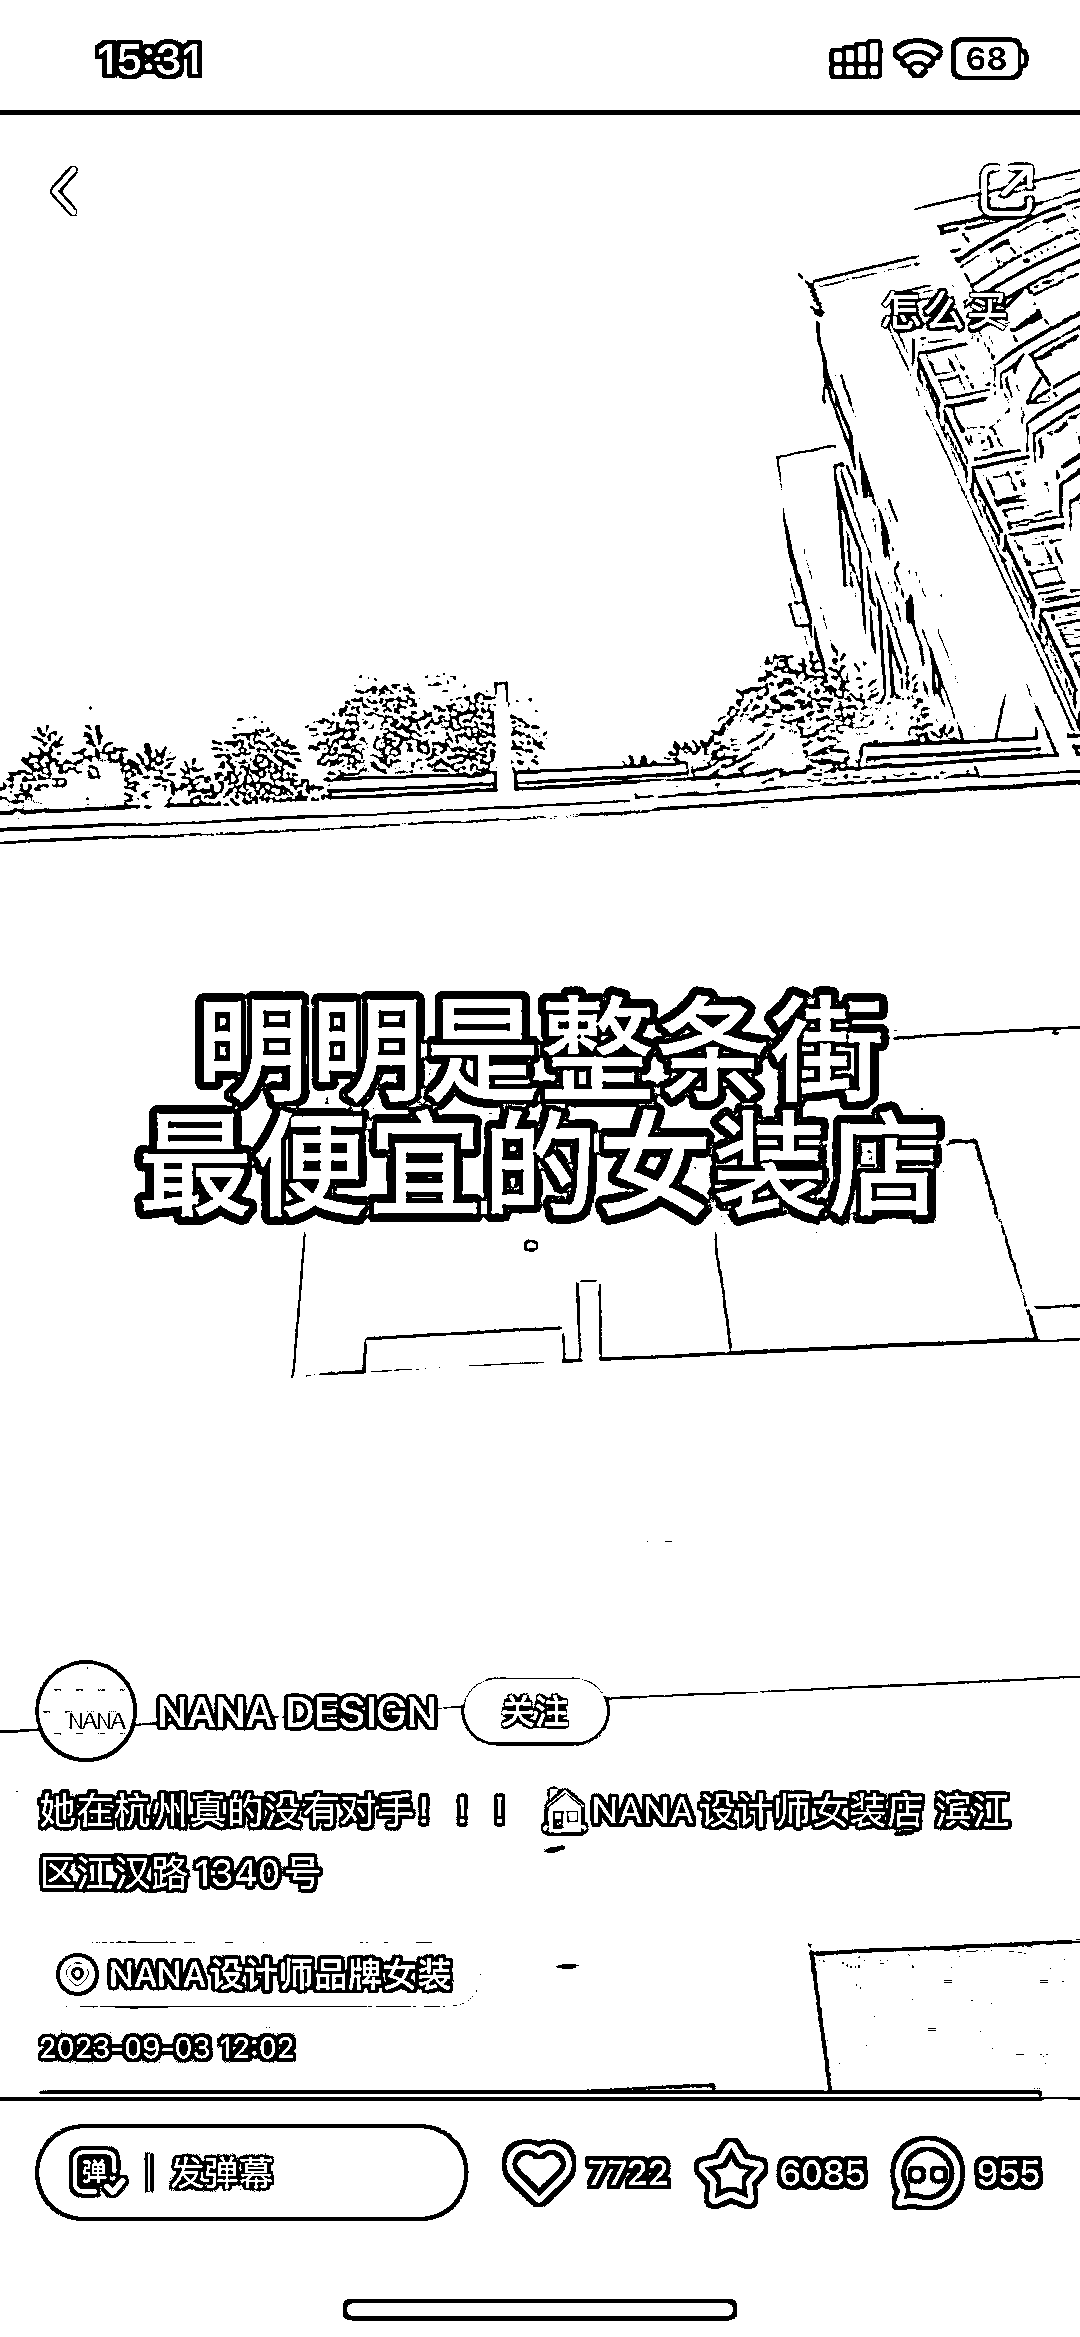 15:31
68
怎么买
明明是整条街
最便宜的女装店
NANA
NANA DESIGN
关注
她在杭州真的没有对手！！！ 🏠NANA设计师女装店 滨江
区江汉路1340号
NANA设计师品牌女装
2023-09-03 12:02
弹
发弹幕
7722
6085
955